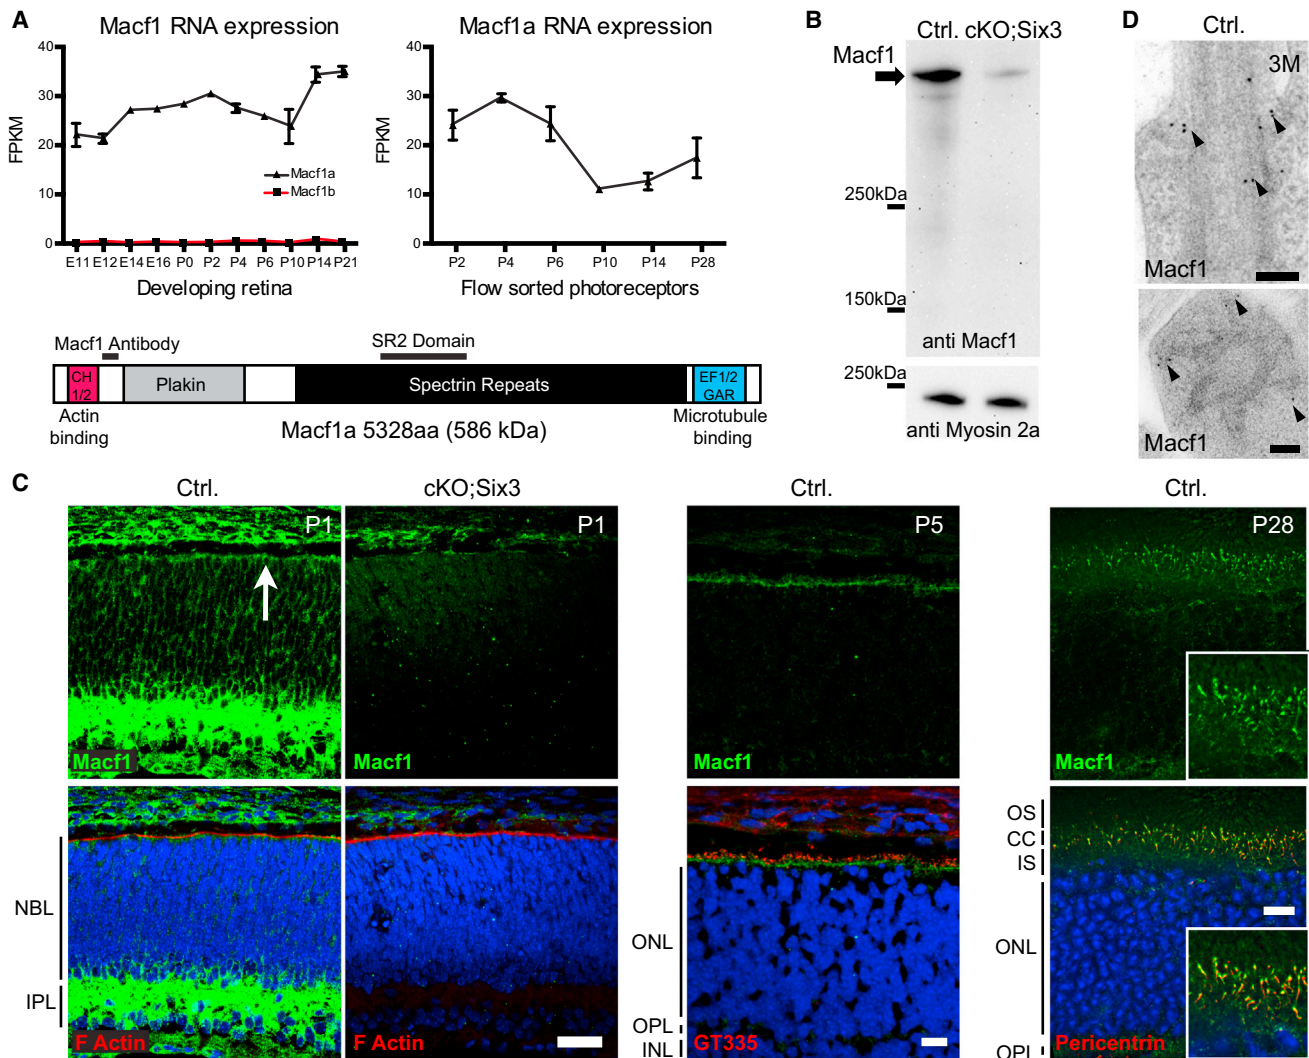 A
Macf1 RNA expression
FPKM
40
30
20
10
0
Macf1a
Macf1b
E11 E12 E14 E16 P0 P2 P4 P6 P10 P14 P21
Developing retina
Macf1a RNA expression
FPKM
40
30
20
10
0
P2 P4 P6 P10 P14 P28
Flow sorted photoreceptors
Macf1 Antibody
SR2 Domain
CH 1/2
Plakin
Spectrin Repeats
EF1/2 GAR
Actin binding
Macf1a 5328aa (586 kDa)
Microtubule binding
B
Ctrl. cKO;Six3
Macf1
250kDa
150kDa
anti Macf1
250kDa
anti Myosin 2a
D
Ctrl.
3M
Macf1
Macf1
C
Ctrl.
cKO;Six3
Ctrl.
Ctrl.
P1
P1
P5
P28
Macf1
Macf1
Macf1
Macf1
NBL
IPL
F Actin
F Actin
ONL
OPL
INL
GT335
OS
CC
IS
ONL
OPL
Pericentrin